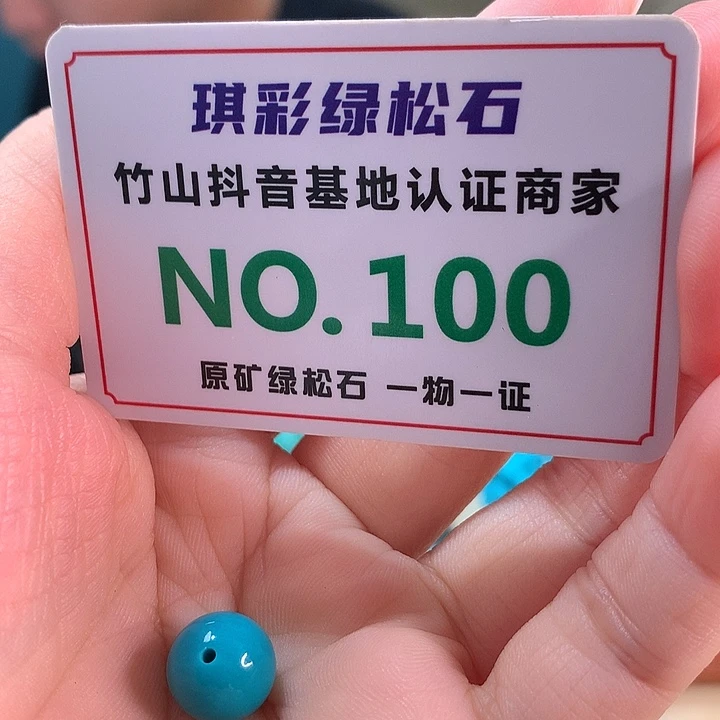 琪彩绿松石
竹山抖音基地认证商家
NO.100
原矿绿松石 一物一证